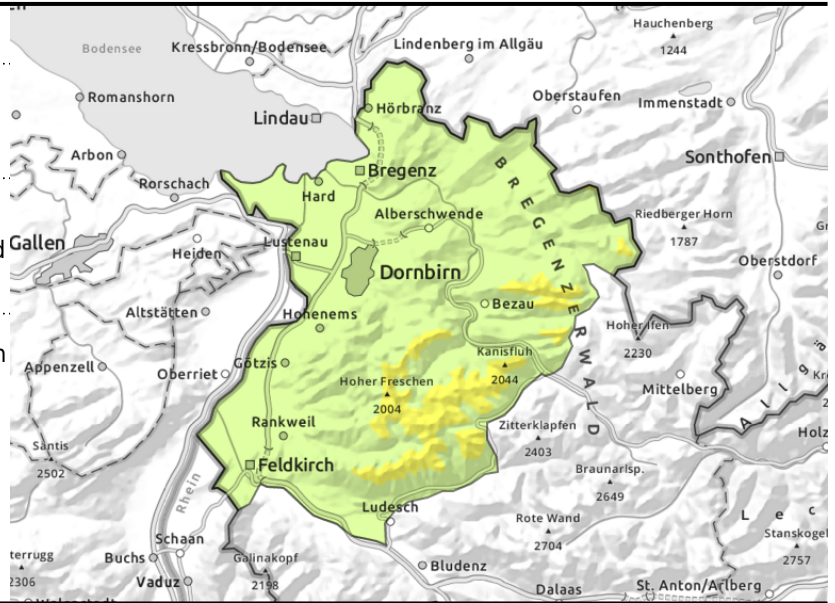 Hauchenberg
1244
Bodensee
Kressbronn/Bodensee
Lindenberg im Allgäu
Romanshorn
Oberstaufen
Immenstadt
Hörbranz
Lindau
Arbon
Sonthofen
Bregenz
Rorschach
Hard
Alberschwende
Riedberger Horn
1787
BREGENZERWALD
Gallen
Heiden
Lustenau
Dornbirn
Oberstdorf
Bezau
Altstätten
Hohenems
Hoher Ifen
2230
Kanisfluh
2044
Appenzell
Oberriet
Götzis
Hoher Freschen
2004
Mittelberg
Rankweil
Zitterklapfen
2403
Säntis
2502
Feldkirch
Braunarlsp.
2649
Rhein
Ludesch
Rote Wand
2704
Schaan
Buchs
Galinakopf
2198
Vaduz
2306
Bludenz
2757
Dalaas
St. Anton/Arlberg